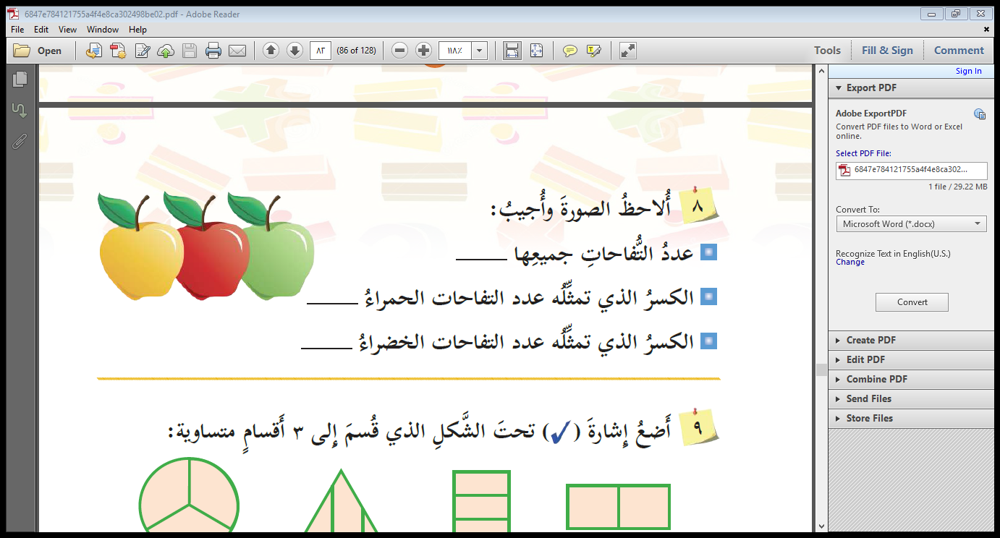 6847e784121755a4f4e8ca302498be02.pdf - Adobe Reader
File Edit View Window Help
Open ٨٣ (86 of 128) ١١٨٪ Tools Fill & Sign Comment
Sign In
Export PDF
Adobe ExportPDF
Convert PDF files to Word or Excel
online.
Select PDF File:
6847e784121755a4f4e8ca302...
1 file / 29.22 MB
Convert To:
Microsoft Word (*.docx)
Recognize Text in English(U.S.)
Change
Convert
Create PDF
Edit PDF
Combine PDF
Send Files
Store Files
٨ أُلاحظُ الصورةَ وأُجيبُ:
عددُ التُّفاحاتِ جميعِها _____
الكسرُ الذي تمثِّلُه عدد التفاحات الحمراءُ _____
الكسرُ الذي تمثِّلُه عدد التفاحات الخضراءُ _____
٩ أَضعُ إشارةَ (✓) تحتَ الشَّكلِ الذي قُسمَ إِلى ٣ أَقسامٍ متساوية: